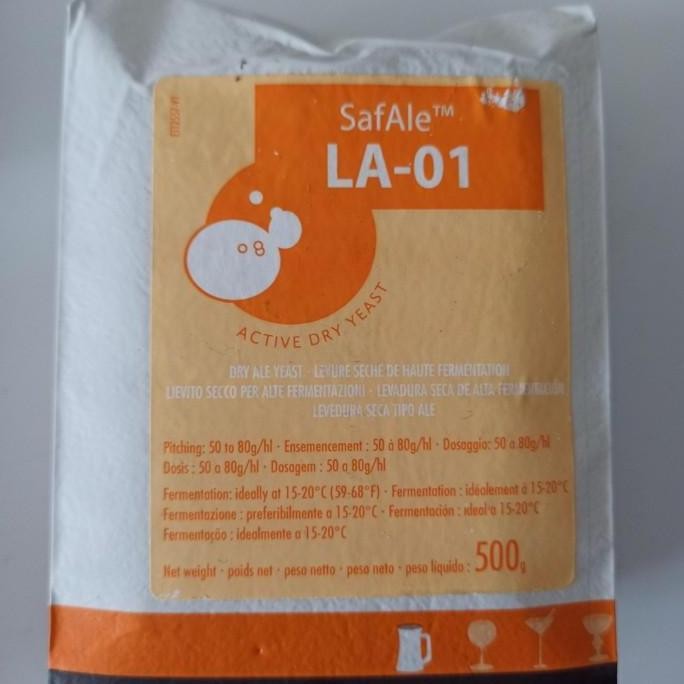 SafAle™
LA-01
ACTIVE DRY YEAST
DRY ALE YEAST - LEVURE SECHE DE HAUTE FERMENTATION
LIEVITO SECCO PER ALTE FERMENTAZIONI - LEVADURA SECA DE ALTA FERMENTACIÓN
LEVEDURA SECA TIPO ALE
Pitching: 50 to 80g/hl · Ensemencement : 50 à 80g/hl · Dosaggio: 50 a 80g/hl
Dosis : 50 a 80g/hl · Dosagem : 50 a 80g/hl
Fermentation: ideally at 15-20°C (59-68°F) · Fermentation : idéalement à 15-20°C
Fermentazione : preferibilmente a 15-20°C · Fermentación : ideal a 15-20°C
Fermentação : idealmente a 15-20°C
Net weight · poids net · peso netto · peso neto · peso líquido : 500g